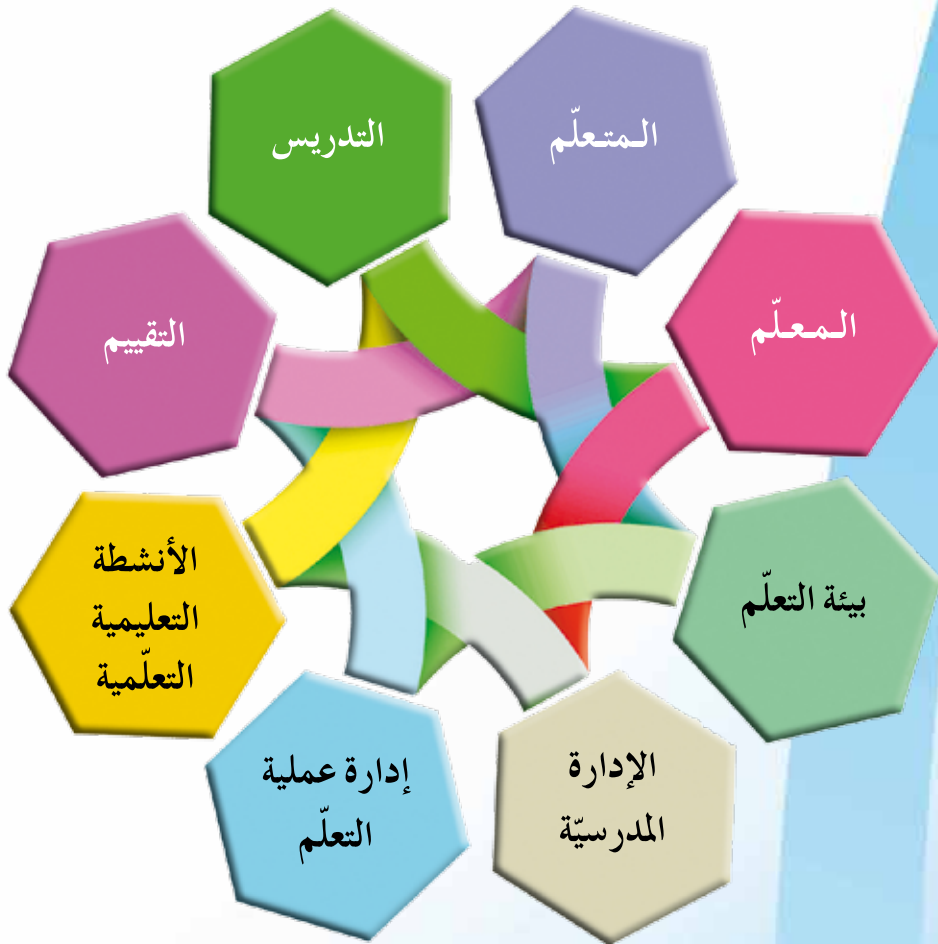 المتعلّم
التدريس
المعلّم
التقييم
بيئة التعلّم
الأنشطة
التعليمية
التعلّمية
الإدارة
المدرسيّة
إدارة عملية
التعلّم